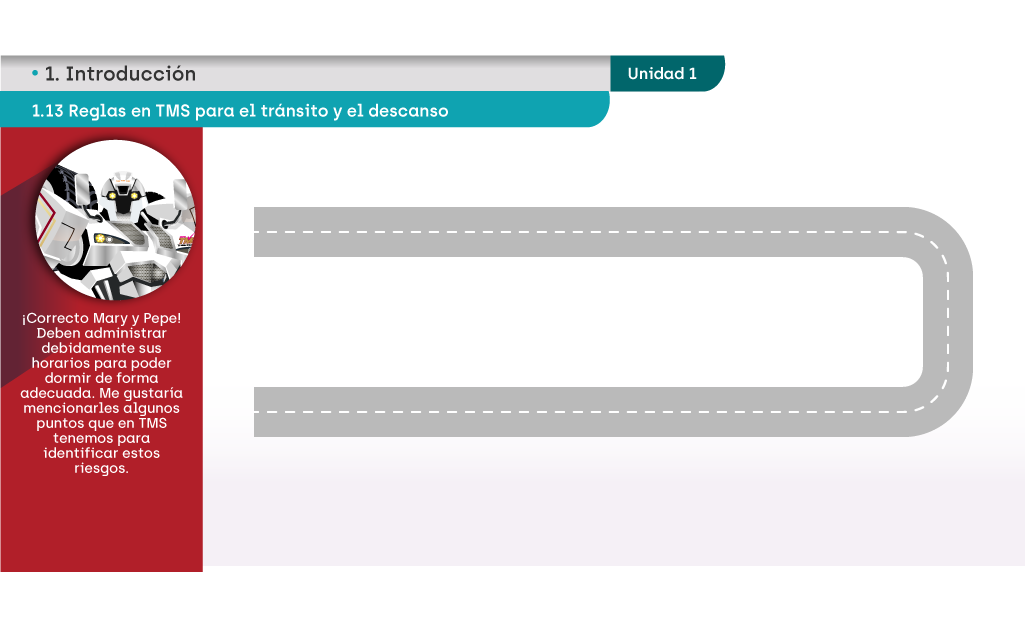 • 1. Introducción
Unidad 1
1.13 Reglas en TMS para el tránsito y el descanso
¡Correcto Mary y Pepe!
Deben administrar
debidamente sus
horarios para poder
dormir de forma
adecuada. Me gustaría
mencionarles algunos
puntos que en TMS
tenemos para
identificar estos
riesgos.